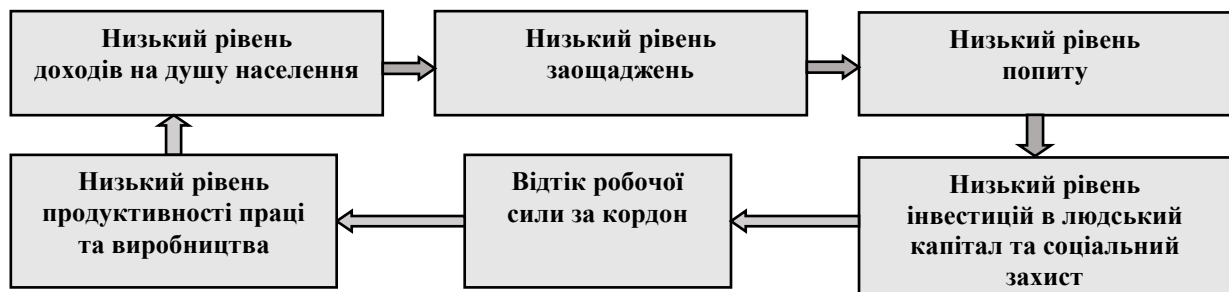 Низький рівень
доходів на душу населення
Низький рівень
заощаджень
Низький рівень
попиту
Низький рівень
інвестицій в людський
капітал та соціальний
захист
Відтік робочої
сили за кордон
Низький рівень
продуктивності праці
та виробництва